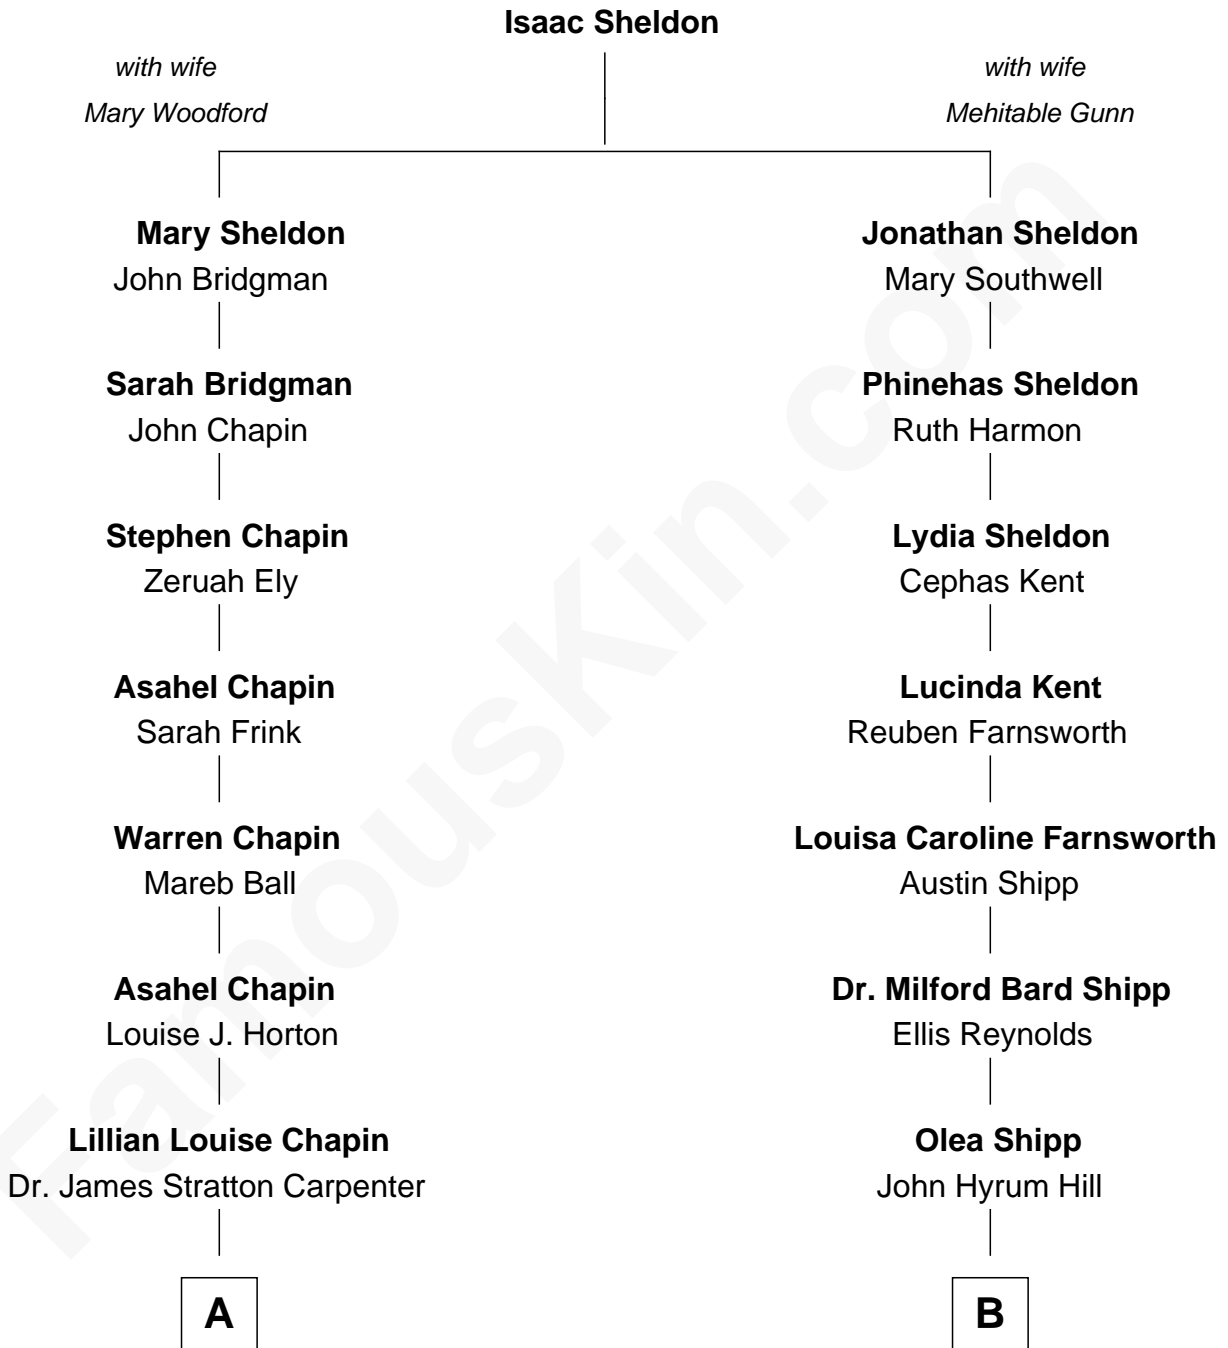 Isaac Sheldon
with wife
Mary Woodford
with wife
Mehitable Gunn
Mary Sheldon
John Bridgman
Jonathan Sheldon
Mary Southwell
Sarah Bridgman
John Chapin
Phinehas Sheldon
Ruth Harmon
Stephen Chapin
Zeruah Ely
Lydia Sheldon
Cephas Kent
Asahel Chapin
Sarah Frink
Lucinda Kent
Reuben Farnsworth
Warren Chapin
Mareb Ball
Louisa Caroline Farnsworth
Austin Shipp
Asahel Chapin
Louise J. Horton
Dr. Milford Bard Shipp
Ellis Reynolds
Lillian Louise Chapin
Dr. James Stratton Carpenter
Olea Shipp
John Hyrum Hill
A
B
FamousKin.com